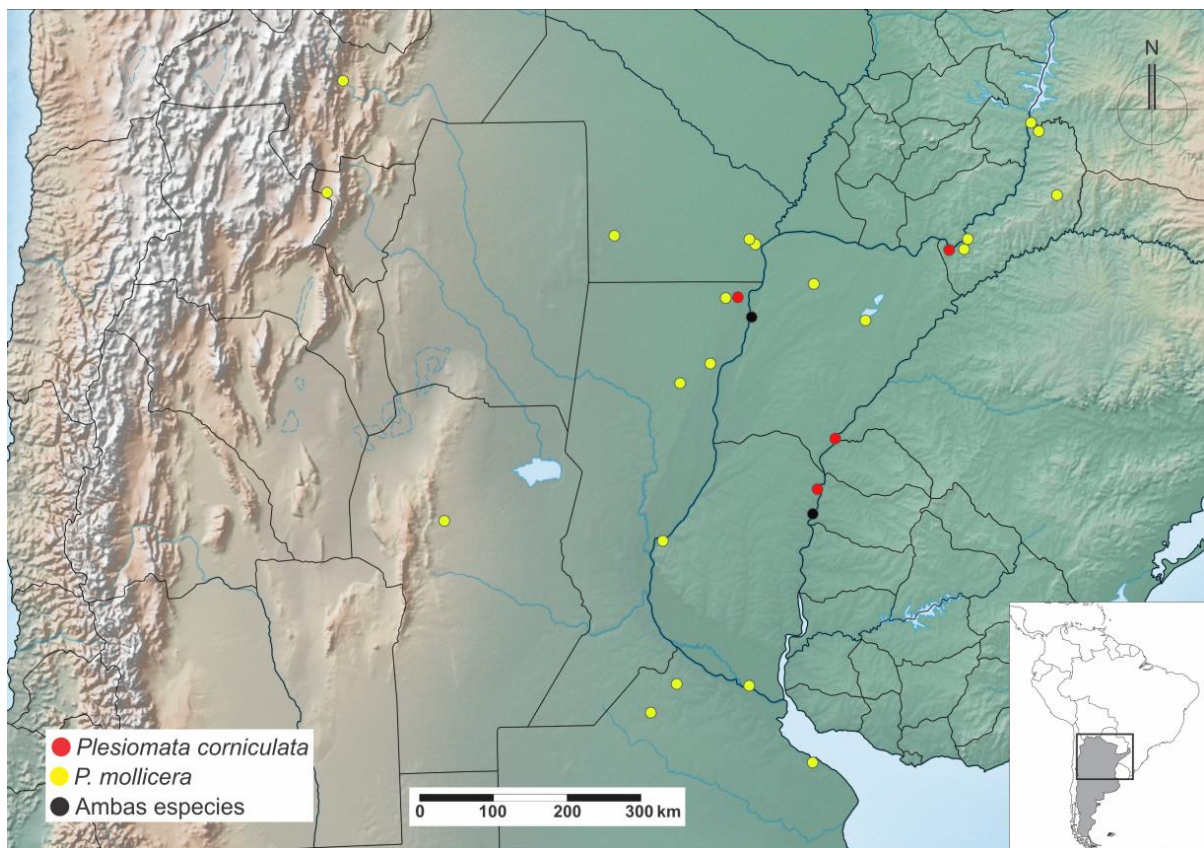 N
Plesiomata corniculata
P. mollicera
Ambas especies
0 100 200 300 km